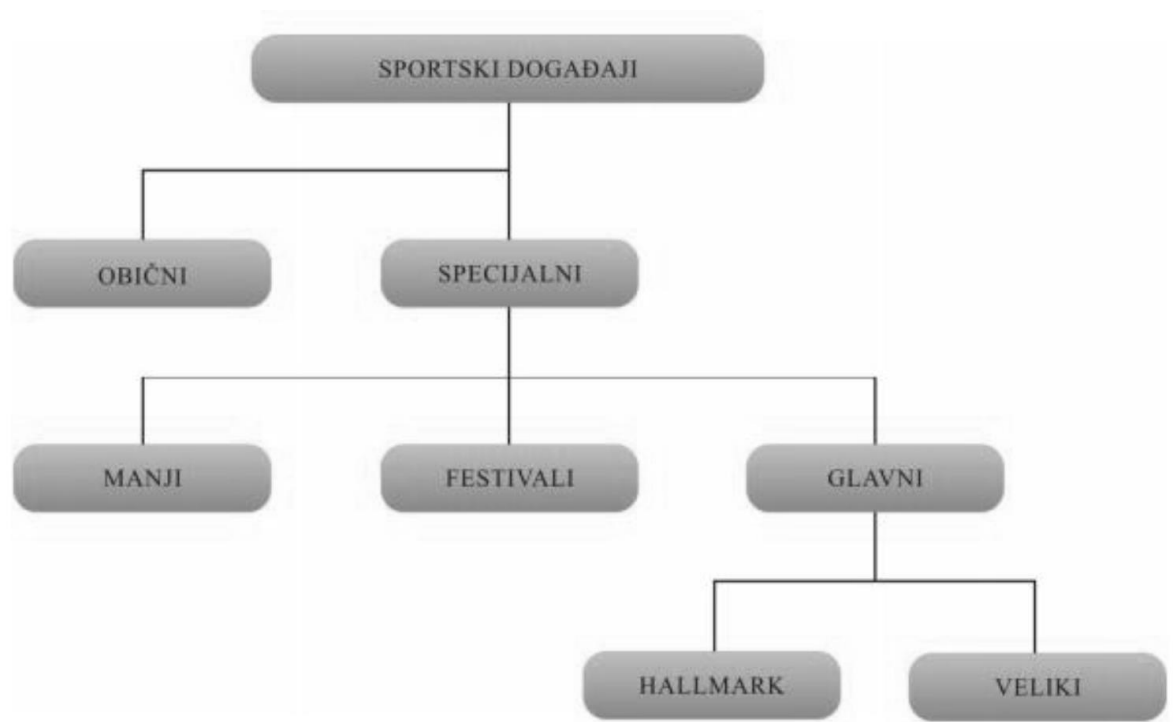 SPORTSKI DOGAĐAJI
OBIČNI
SPECIJALNI
MANJI
FESTIVALI
GLAVNI
HALLMARK
VELIKI